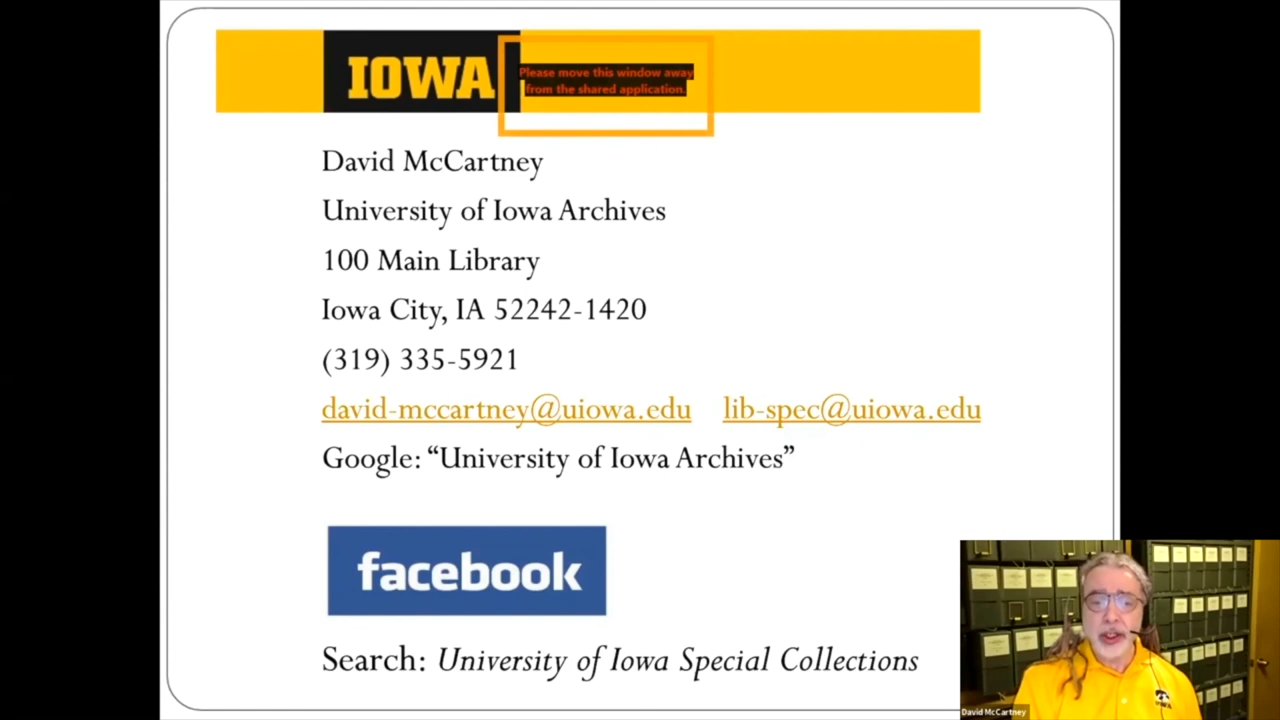 IOWA
Please move this window away
from the shared application.
David McCartney
University of Iowa Archives
100 Main Library
Iowa City, IA 52242-1420
(319) 335-5921
david-mccartney@uiowa.edu lib-spec@uiowa.edu
Google: “University of Iowa Archives”
facebook
Search: University of Iowa Special Collections
IOWA
David McCartney